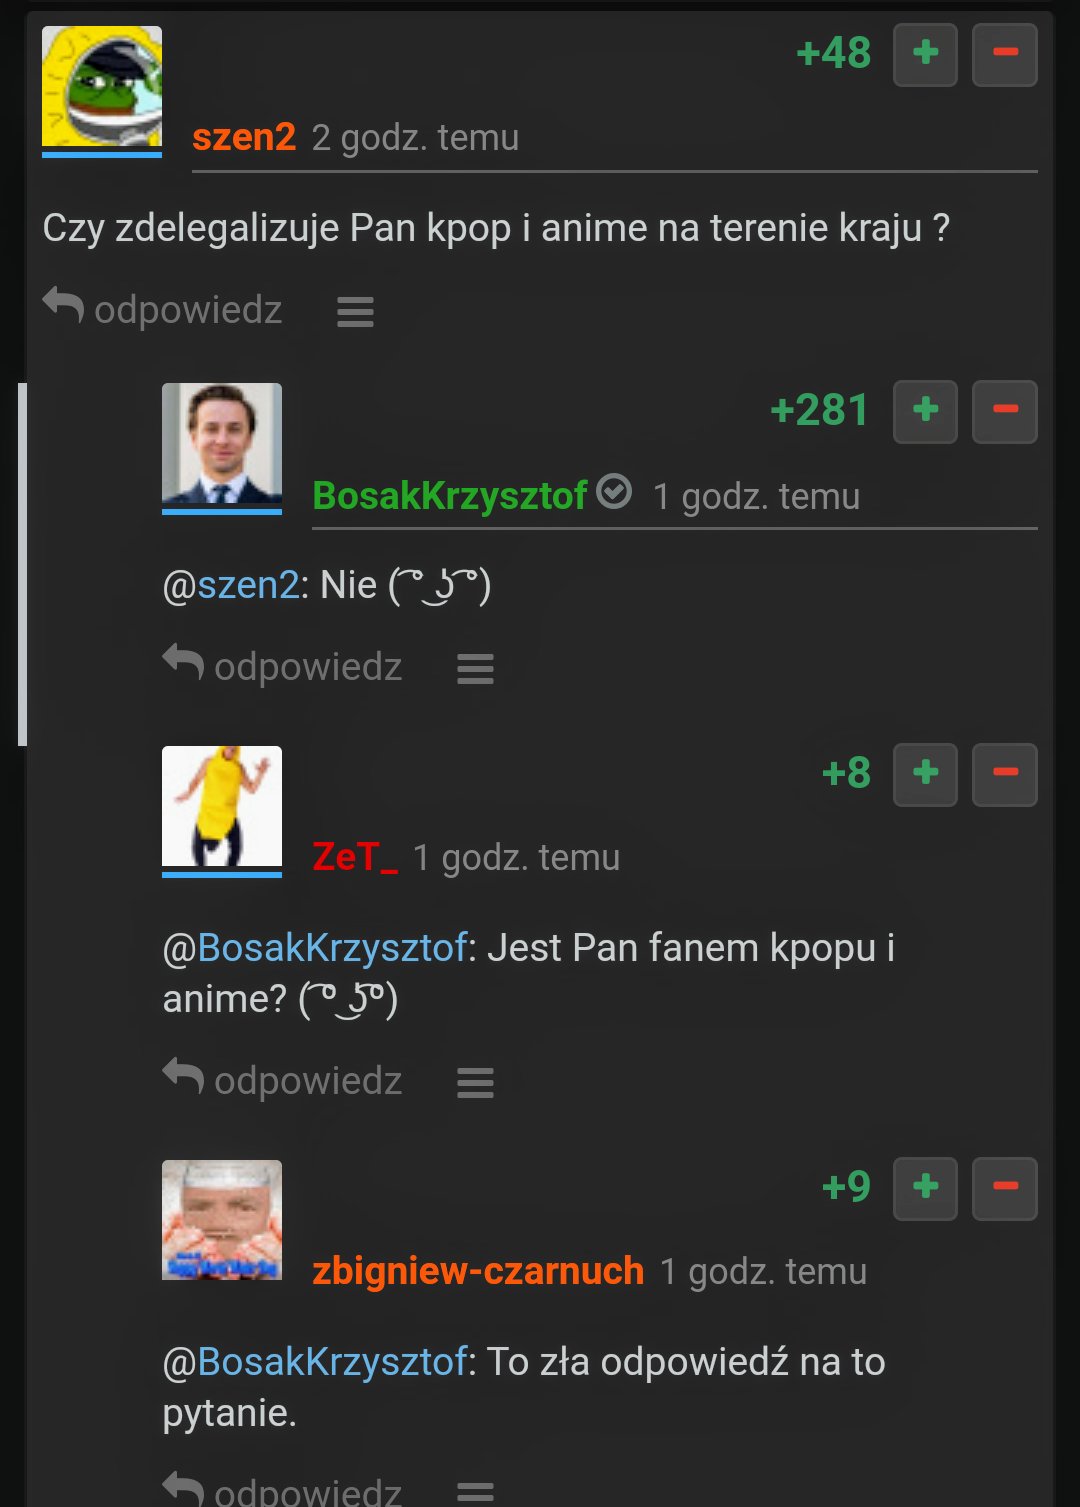 +48
szen2 2 godz. temu
Czy zdelegalizuje Pan kpop i anime na terenie kraju ?
odpowiedz
+281
BosakKrzysztof 1 godz. temu
@szen2: Nie ( ͡° ͜ʖ ͡°)
odpowiedz
+8
ZeT_ 1 godz. temu
@BosakKrzysztof: Jest Pan fanem kpopu i
anime? ( ͡º ͜ʖ͡º)
odpowiedz
+9
zbigniew-czarnuch 1 godz. temu
@BosakKrzysztof: To zła odpowiedź na to
pytanie.
odpowiedz